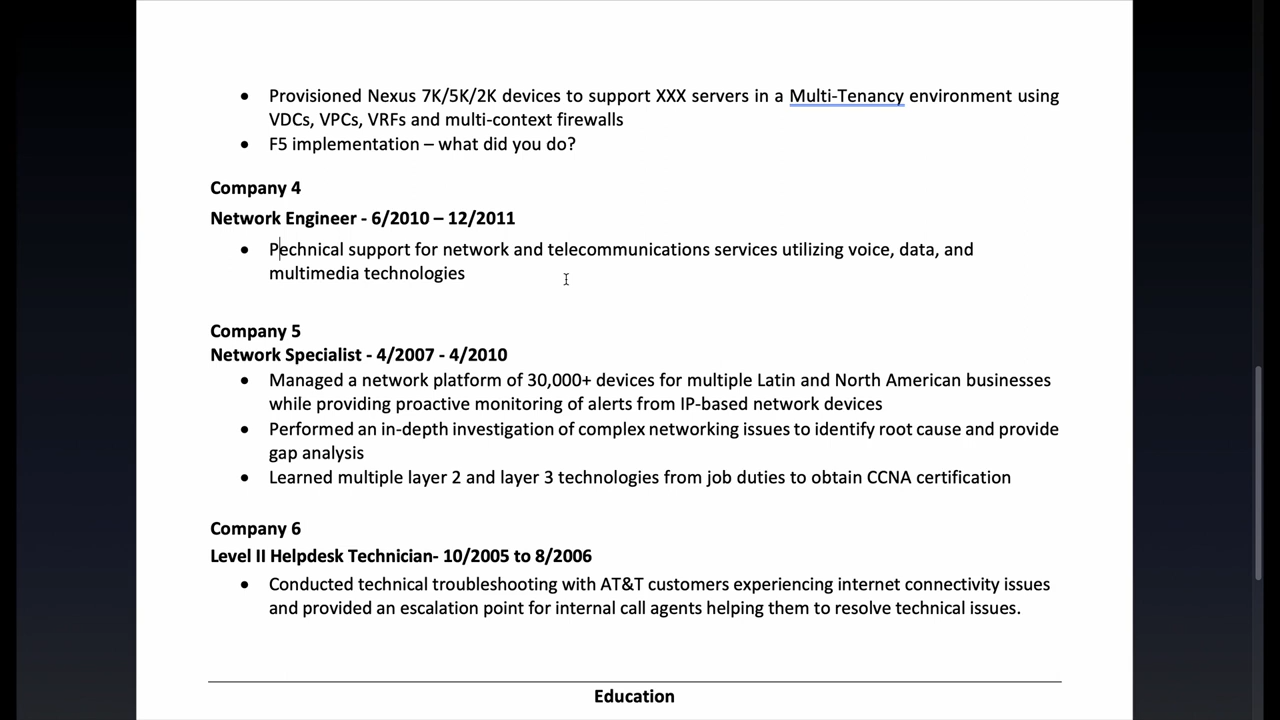 • Provisioned Nexus 7K/5K/2K devices to support XXX servers in a Multi-Tenancy environment using
VDCs, VPCs, VRFs and multi-context firewalls
• F5 implementation – what did you do?
Company 4
Network Engineer - 6/2010 – 12/2011
• Pechnical support for network and telecommunications services utilizing voice, data, and
multimedia technologies
Company 5
Network Specialist - 4/2007 - 4/2010
• Managed a network platform of 30,000+ devices for multiple Latin and North American businesses
while providing proactive monitoring of alerts from IP-based network devices
• Performed an in-depth investigation of complex networking issues to identify root cause and provide
gap analysis
• Learned multiple layer 2 and layer 3 technologies from job duties to obtain CCNA certification
Company 6
Level II Helpdesk Technician- 10/2005 to 8/2006
• Conducted technical troubleshooting with AT&T customers experiencing internet connectivity issues
and provided an escalation point for internal call agents helping them to resolve technical issues.
Education